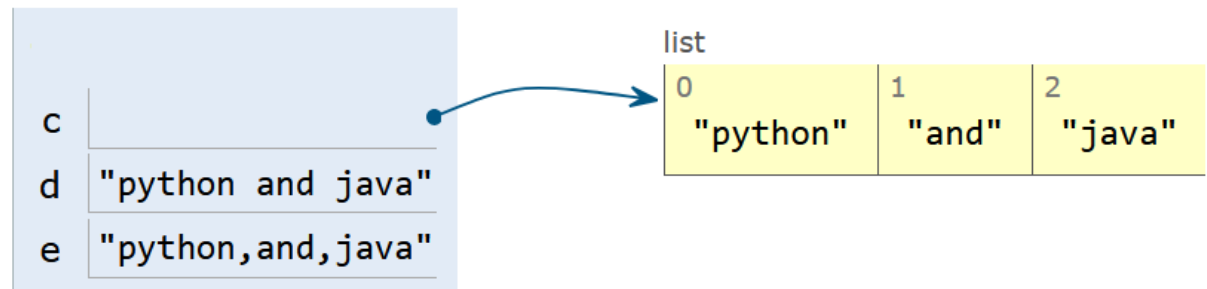 list
0 1 2
"python" "and" "java"
c
d "python and java"
e "python,and,java"